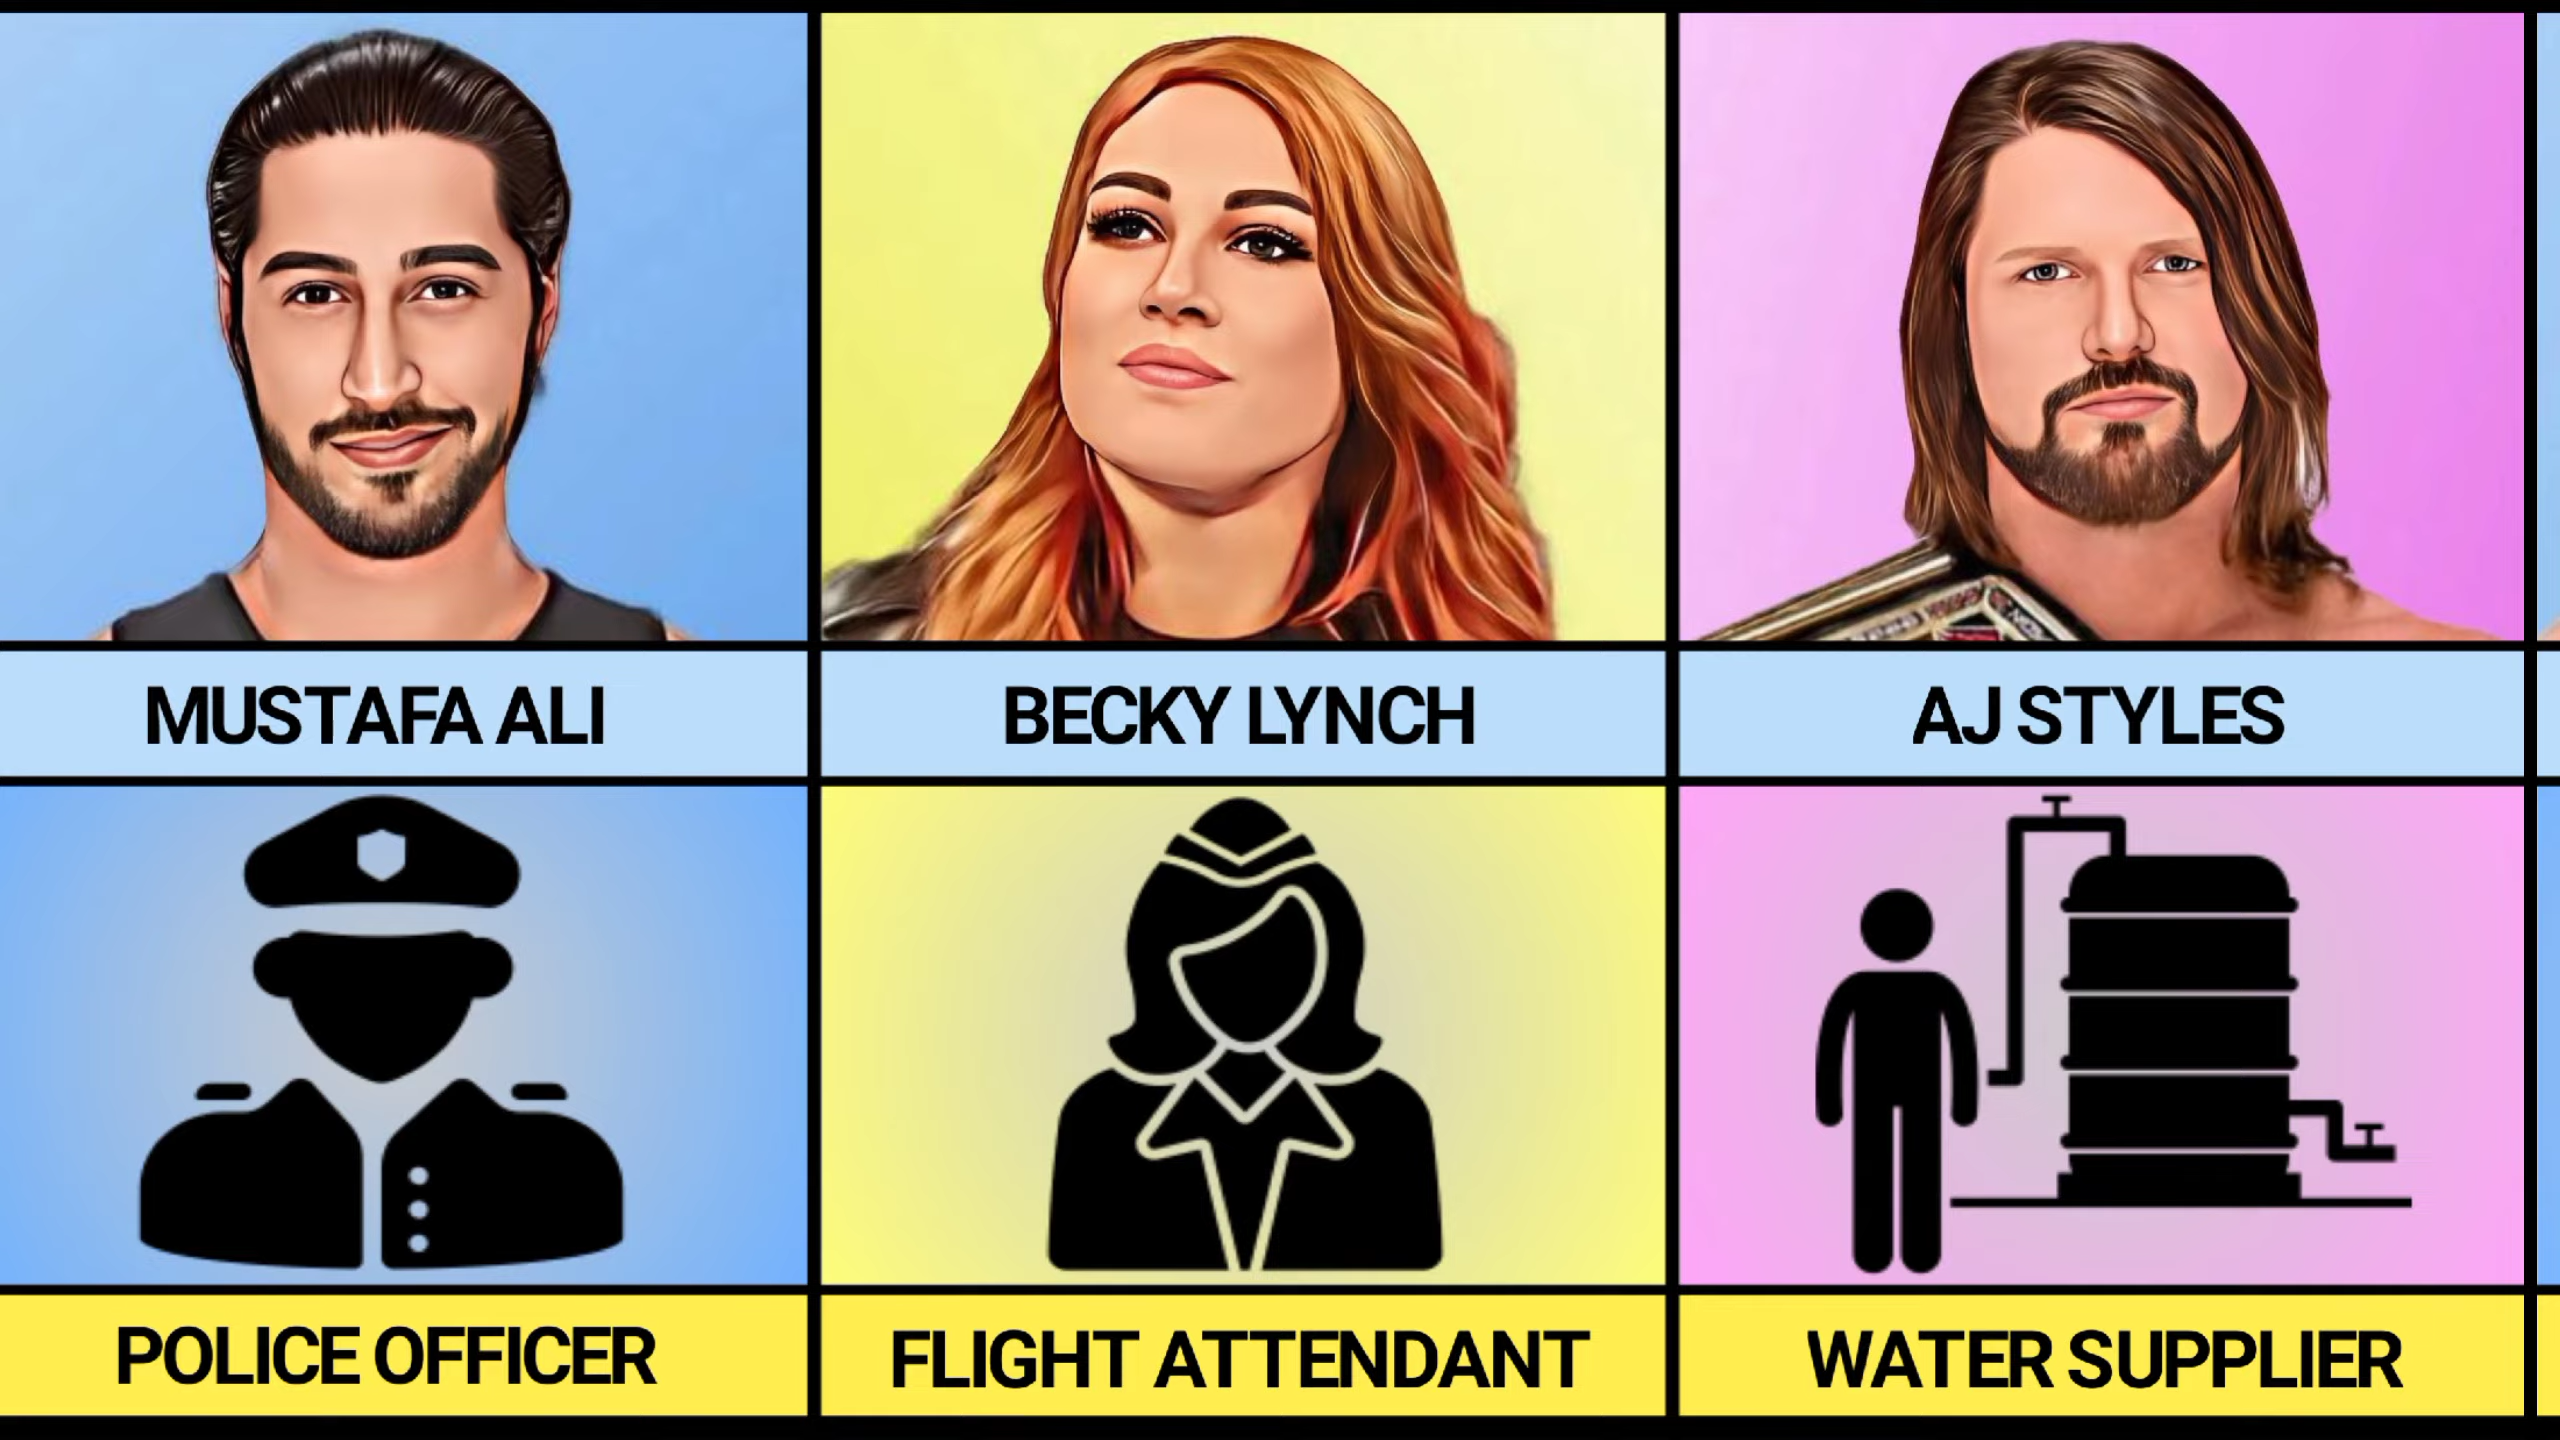 MUSTAFA ALI
BECKY LYNCH
AJ STYLES
POLICE OFFICER
FLIGHT ATTENDANT
WATER SUPPLIER